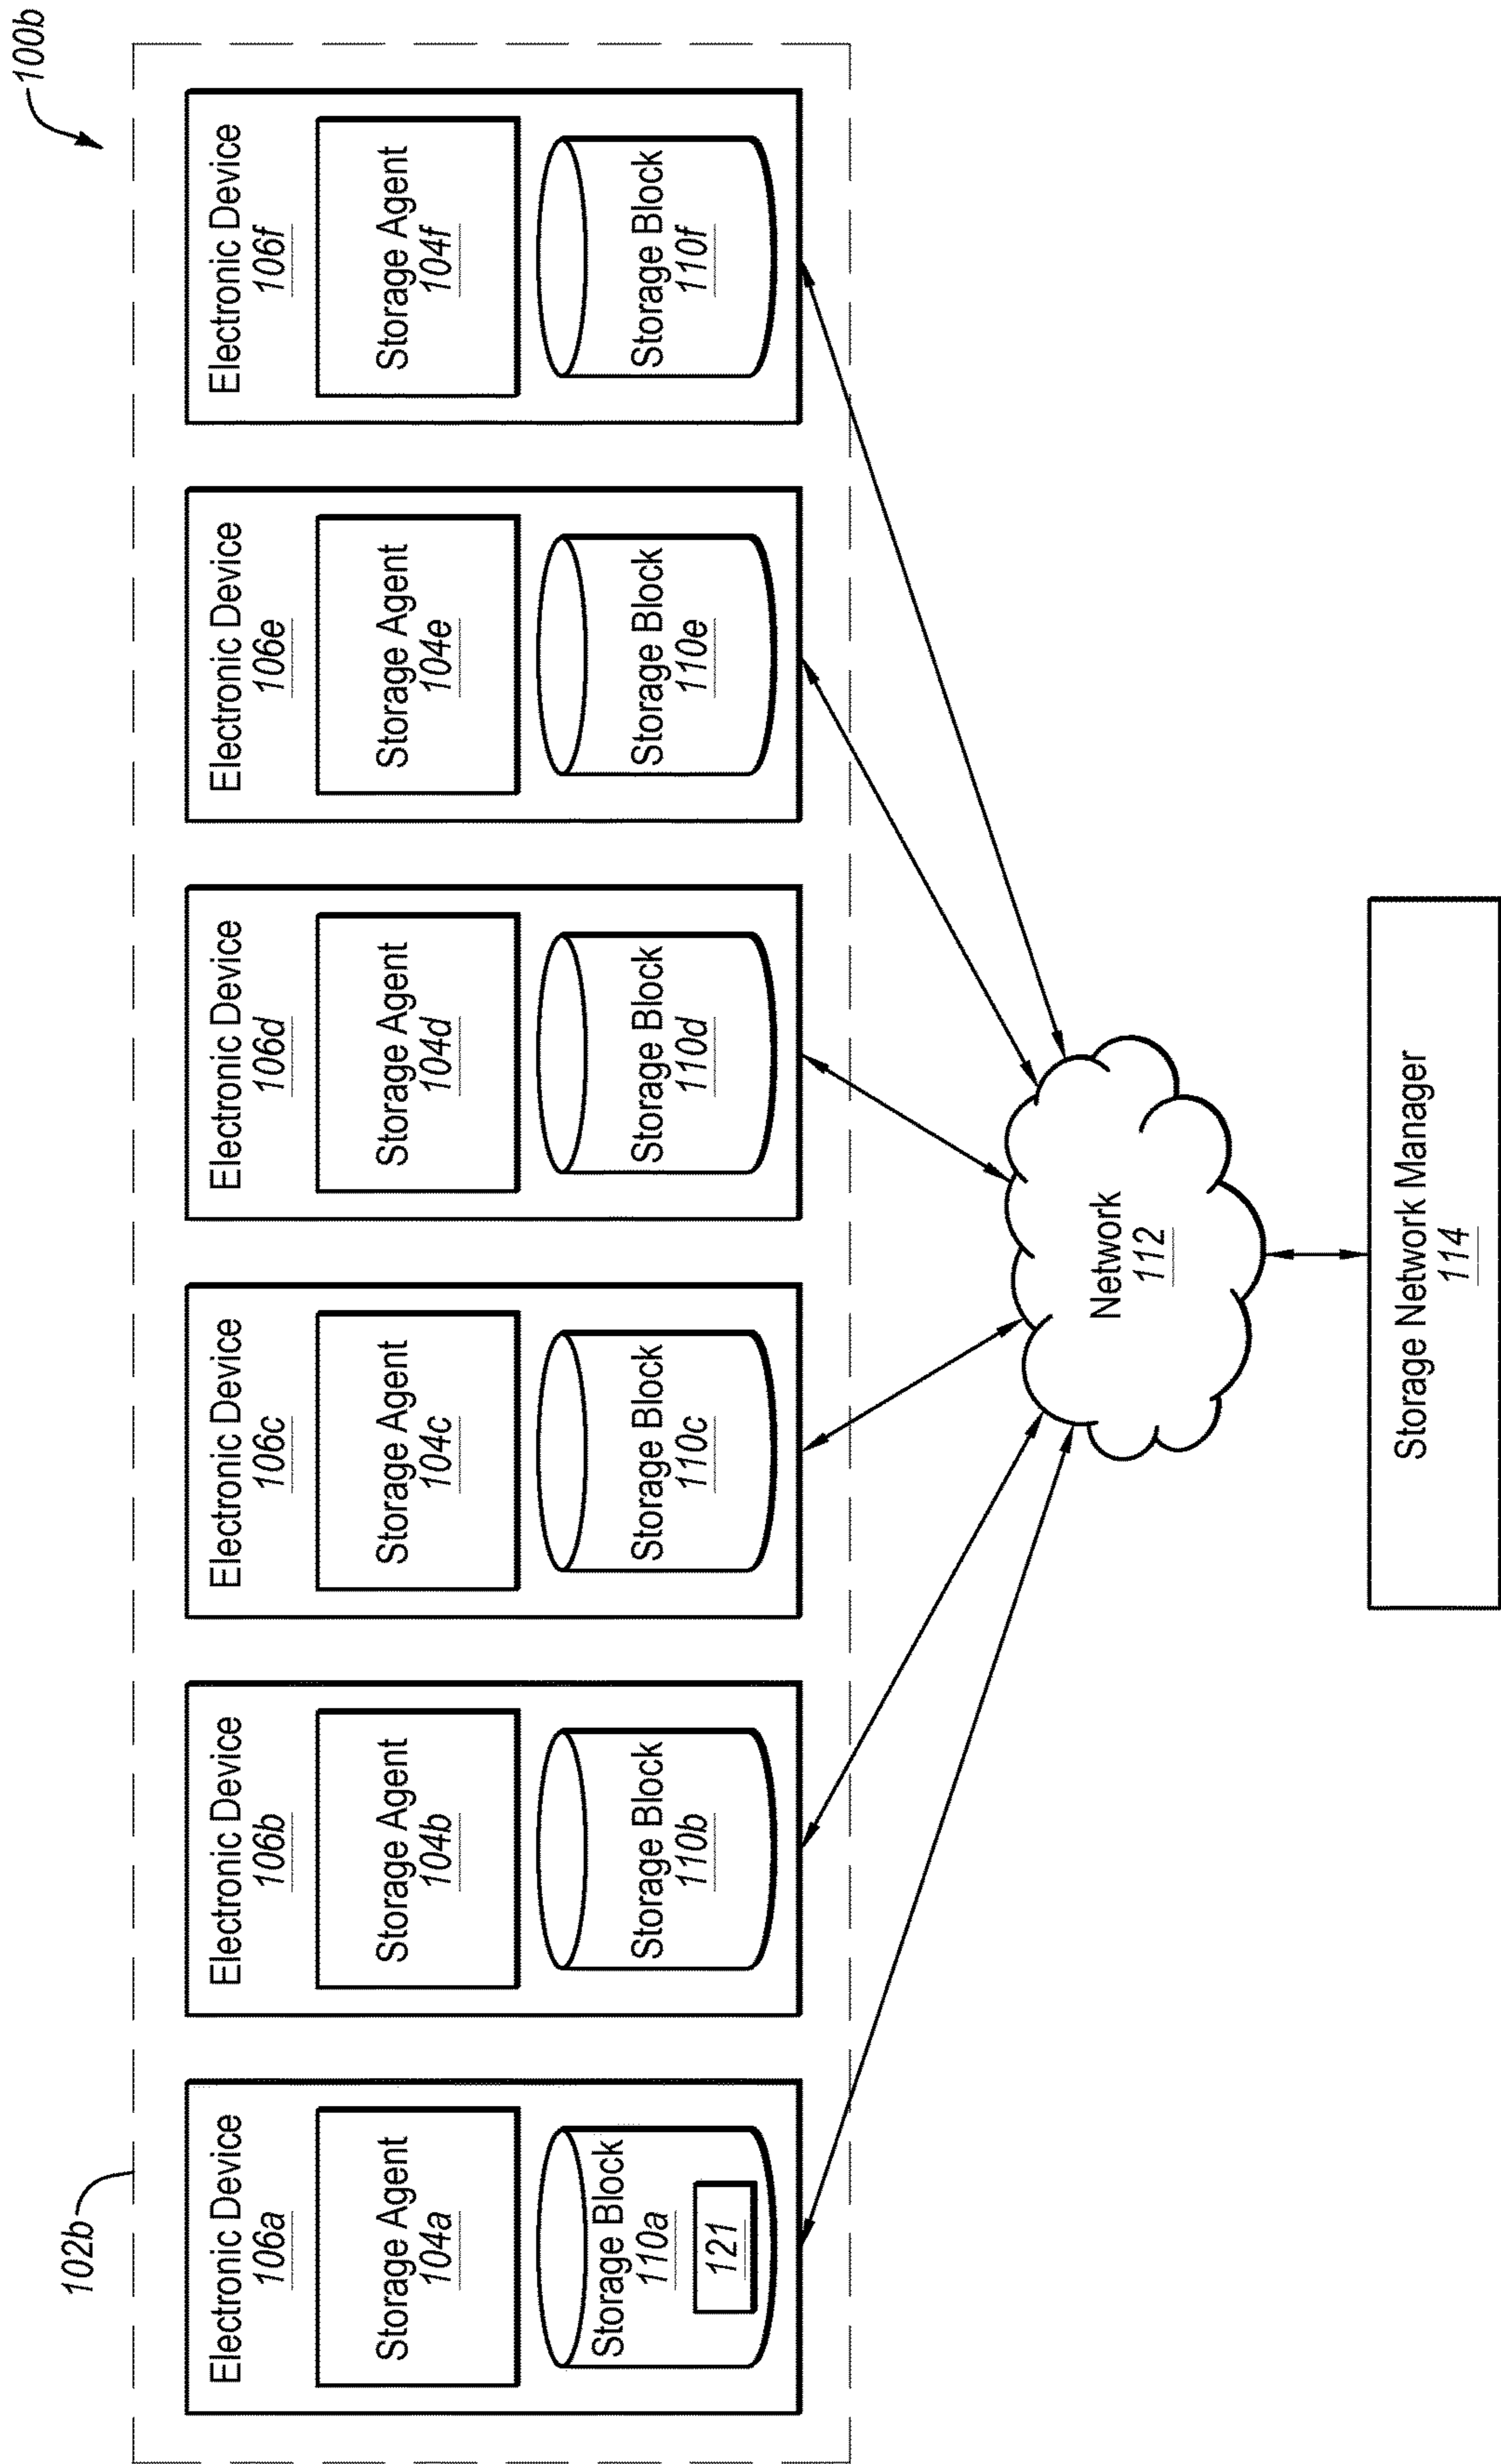 100b
102b
Electronic Device
106a
Storage Agent
104a
Storage Block
110a
121
Electronic Device
106b
Storage Agent
104b
Storage Block
110b
Electronic Device
106c
Storage Agent
104c
Storage Block
110c
Electronic Device
106d
Storage Agent
104d
Storage Block
110d
Electronic Device
106e
Storage Agent
104e
Storage Block
110e
Electronic Device
106f
Storage Agent
104f
Storage Block
110f
Network
112
Storage Network Manager
114